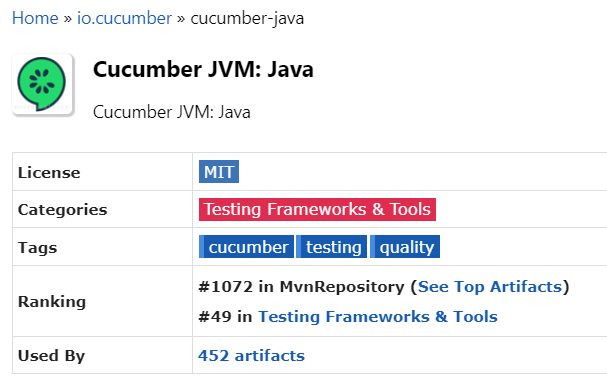 Home » io.cucumber » cucumber-java
Cucumber JVM: Java
Cucumber JVM: Java
License MIT
Categories Testing Frameworks & Tools
Tags cucumber testing quality
Ranking
#1072 in MvnRepository (See Top Artifacts)
#49 in Testing Frameworks & Tools
Used By 452 artifacts